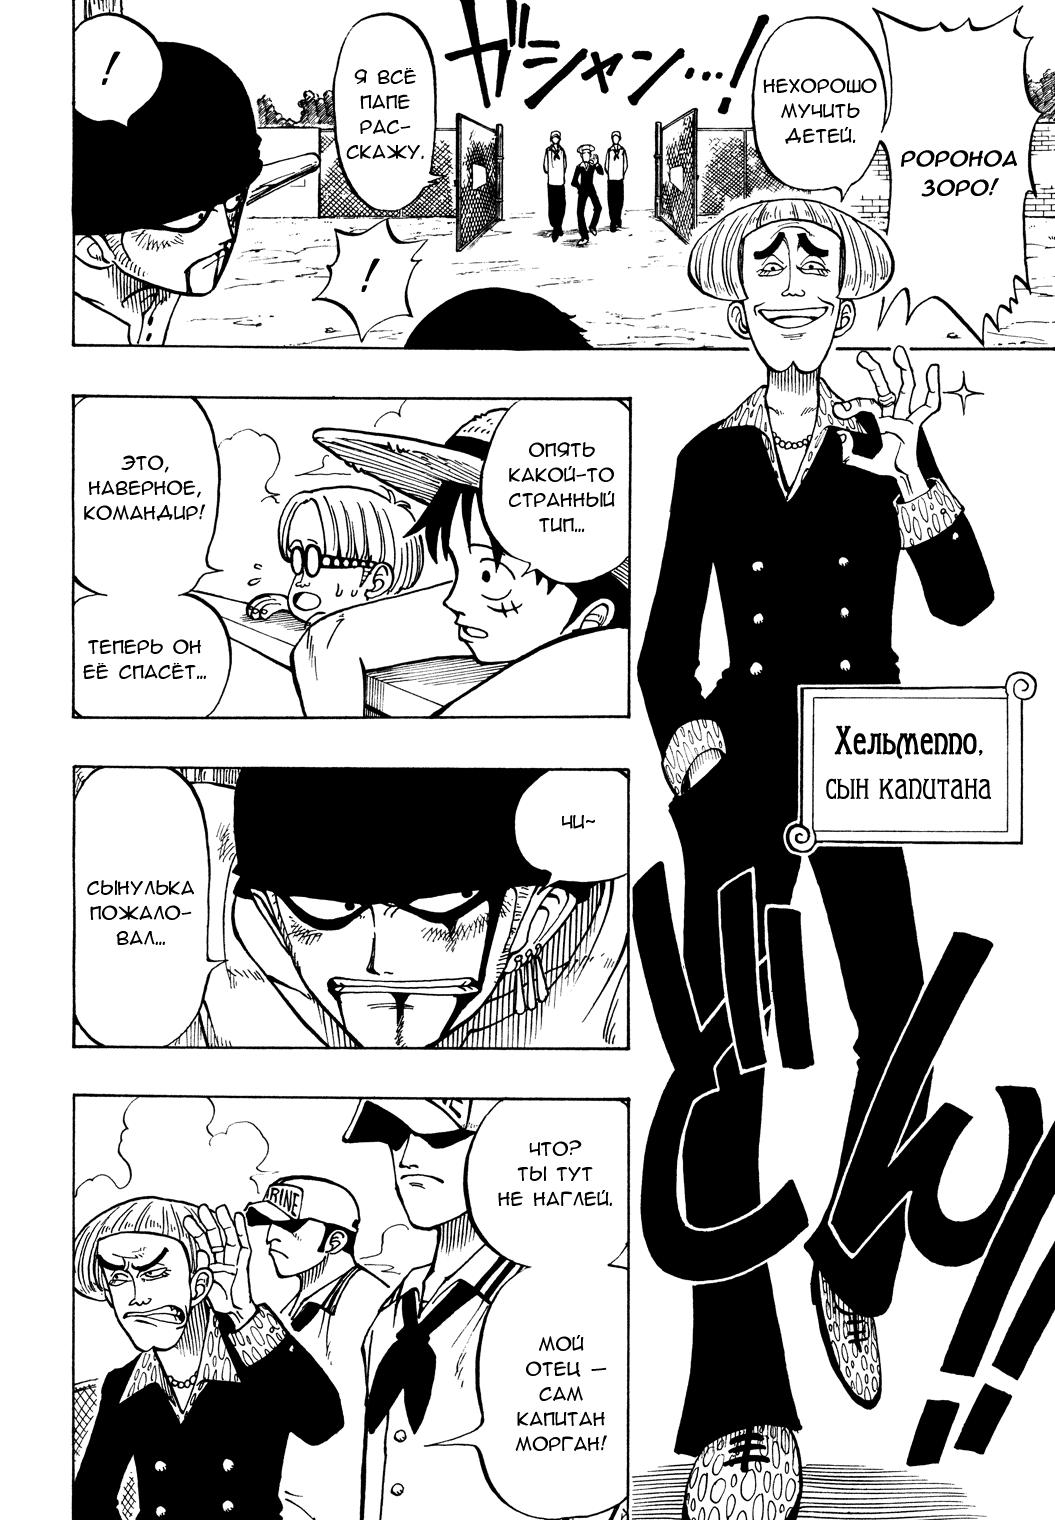 РОРОНОА
ЗОРО!
НЕХОРОШО
МУЧИТЬ
ДЕТЕЙ.
ガシャン…!
Я ВСЁ
ПАПЕ
РАС-
СКАЖУ.
!
!
ОПЯТЬ
КАКОЙ-ТО
СТРАННЫЙ
ТИП...
ЭТО,
НАВЕРНОЕ,
КОМАНДИР!
ТЕПЕРЬ ОН
ЕЁ СПАСЁТ...
Хельмеппо,
сын капитана
どん!!
ЧИ~
СЫНУЛЬКА
ПОЖАЛО-
ВАЛ...
ЧТО?
ТЫ ТУТ
НЕ НАГЛЕЙ.
RINE
МОЙ
ОТЕЦ –
САМ
КАПИТАН
МОРГАН!